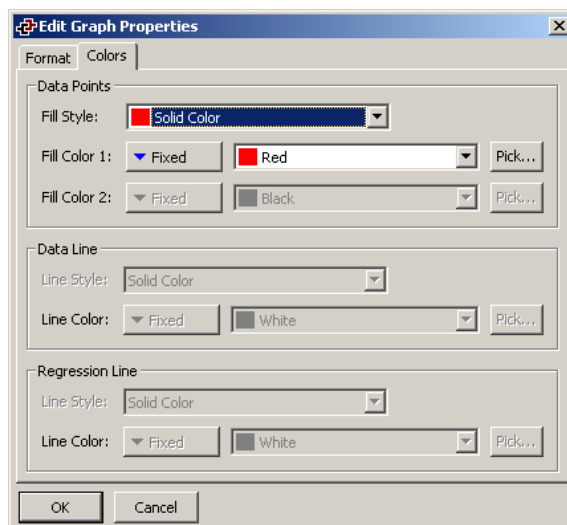 Edit Graph Properties
Format Colors
Data Points
Fill Style: Solid Color
Fill Color 1: Fixed Red Pick...
Fill Color 2: Fixed Black Pick...
Data Line
Line Style: Solid Color
Line Color: Fixed White Pick...
Regression Line
Line Style: Solid Color
Line Color: Fixed White Pick...
OK Cancel